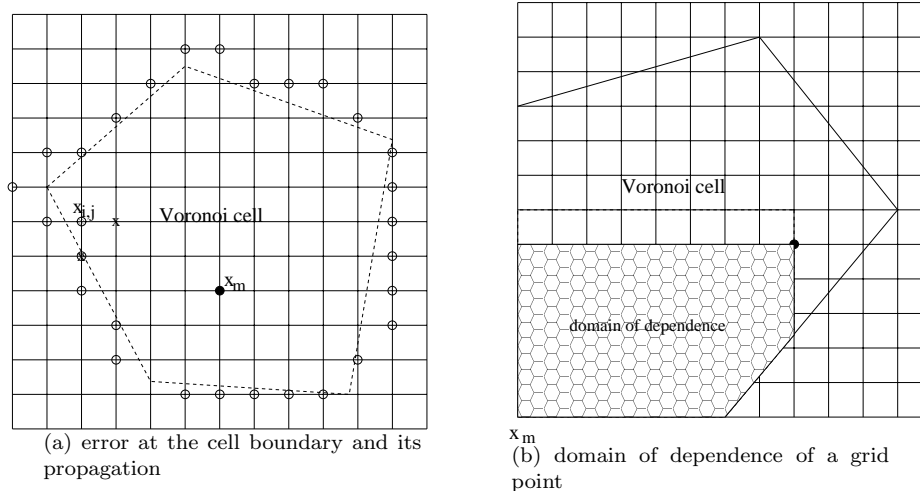 x_{i,j}
x
Voronoi cell
x
x_m
(a) error at the cell boundary and its
propagation
Voronoi cell
domain of dependence
x_m
(b) domain of dependence of a grid
point